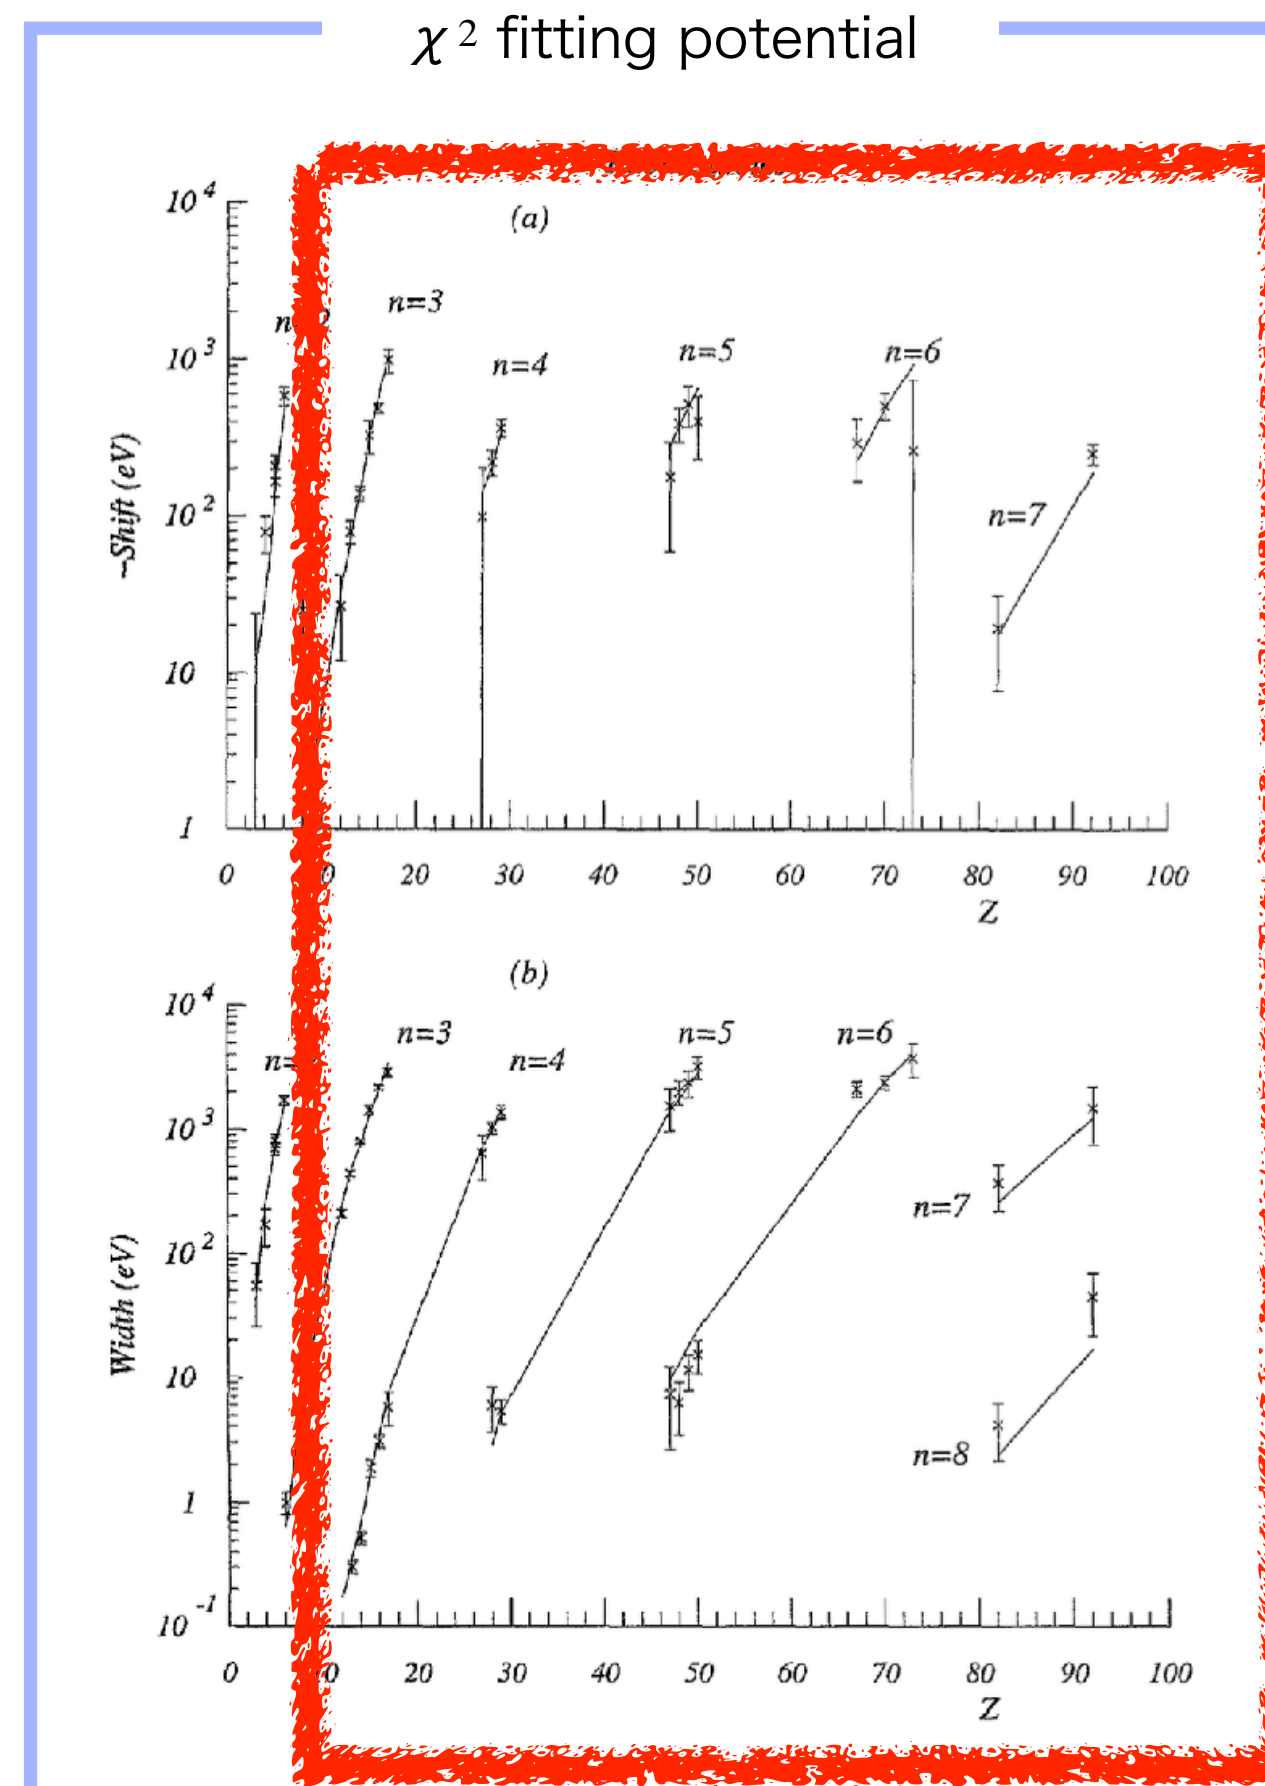 χ² fitting potential
(a)
10⁴
n=3
10³
n=4
n=5
n=6
−Shift (eV)
10²
n=7
10
1
0 20 30 40 50 60 70 80 90 100
Z
(b)
10⁴
n=3
n=4
n=5
n=6
10³
n=7
Width (eV)
10²
10
n=8
1
10⁻¹
0 20 30 40 50 60 70 80 90 100
Z